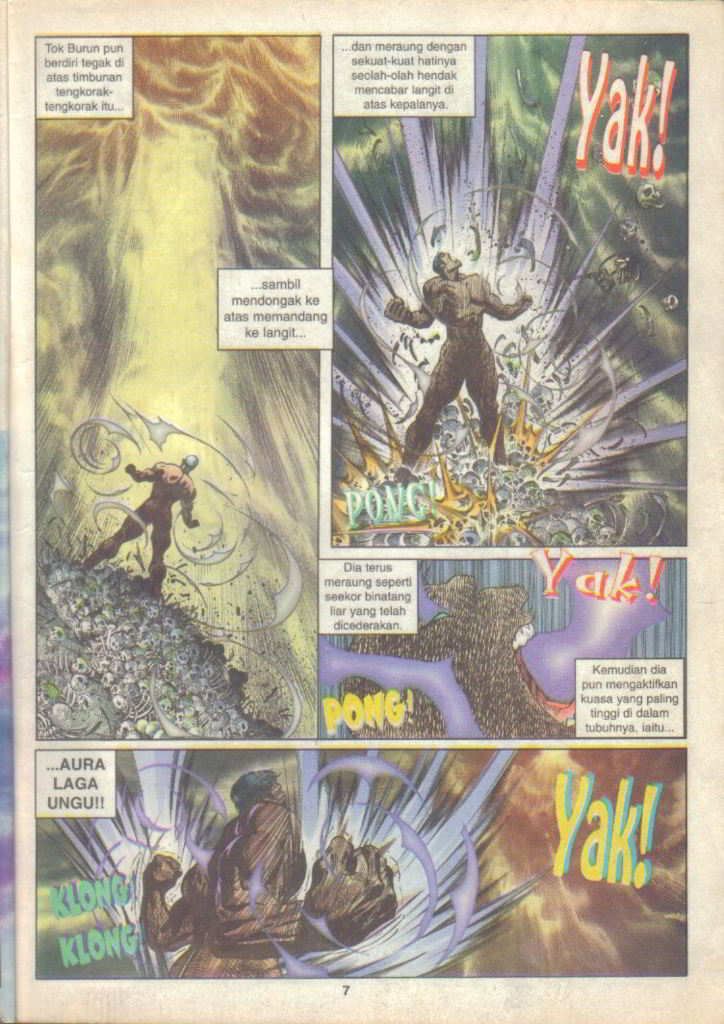 Tok Burun pun
berdiri tegak di
atas timbunan
tengkorak-
tengkorak itu...
...sambil
mendongak ke
atas memandang
ke langit...
...dan meraung dengan
sekuat-kuat hatinya
seolah-olah hendak
mencabar langit di
atas kepalanya.
Yak!
PONG!
Dia terus
meraung seperti
seekor binatang
liar yang telah
dicederakan.
Yak!
PONG!
Kemudian dia
pun mengaktifkan
kuasa yang paling
tinggi di dalam
tubuhnya, iaitu...
...AURA
LAGA
UNGU!!
KLONG
KLONG
Yak!
7